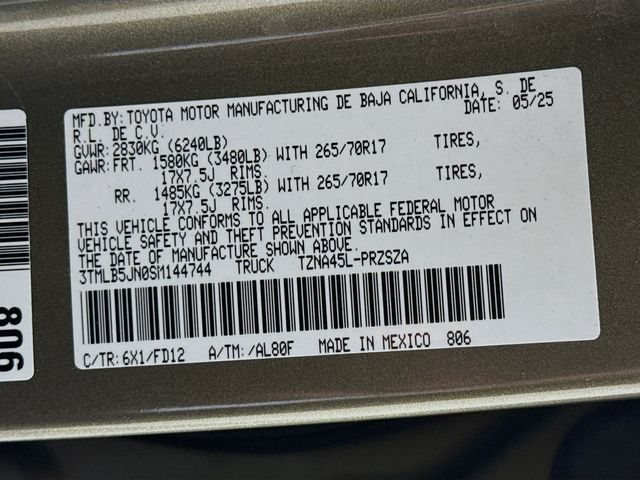 MFD.BY:TOYOTA MOTOR MANUFACTURING DE BAJA CALIFORNIA, S. DE
R.L. DE C.V. DATE: 05/25
GVWR:2830KG (6240LB)
GAWR:FRT. 1580KG (3480LB) WITH 265/70R17 TIRES,
17X7.5J RIMS.
RR. 1485KG (3275LB) WITH 265/70R17 TIRES,
17X7.5J RIMS.
THIS VEHICLE CONFORMS TO ALL APPLICABLE FEDERAL MOTOR
VEHICLE SAFETY AND THEFT PREVENTION STANDARDS IN EFFECT ON
THE DATE OF MANUFACTURE SHOWN ABOVE.
3TMLB5JN0SM144744 TRUCK TZNA45L-PRZSZA
C/TR:6X1/FD12 A/TM:/AL80F MADE IN MEXICO 806
806